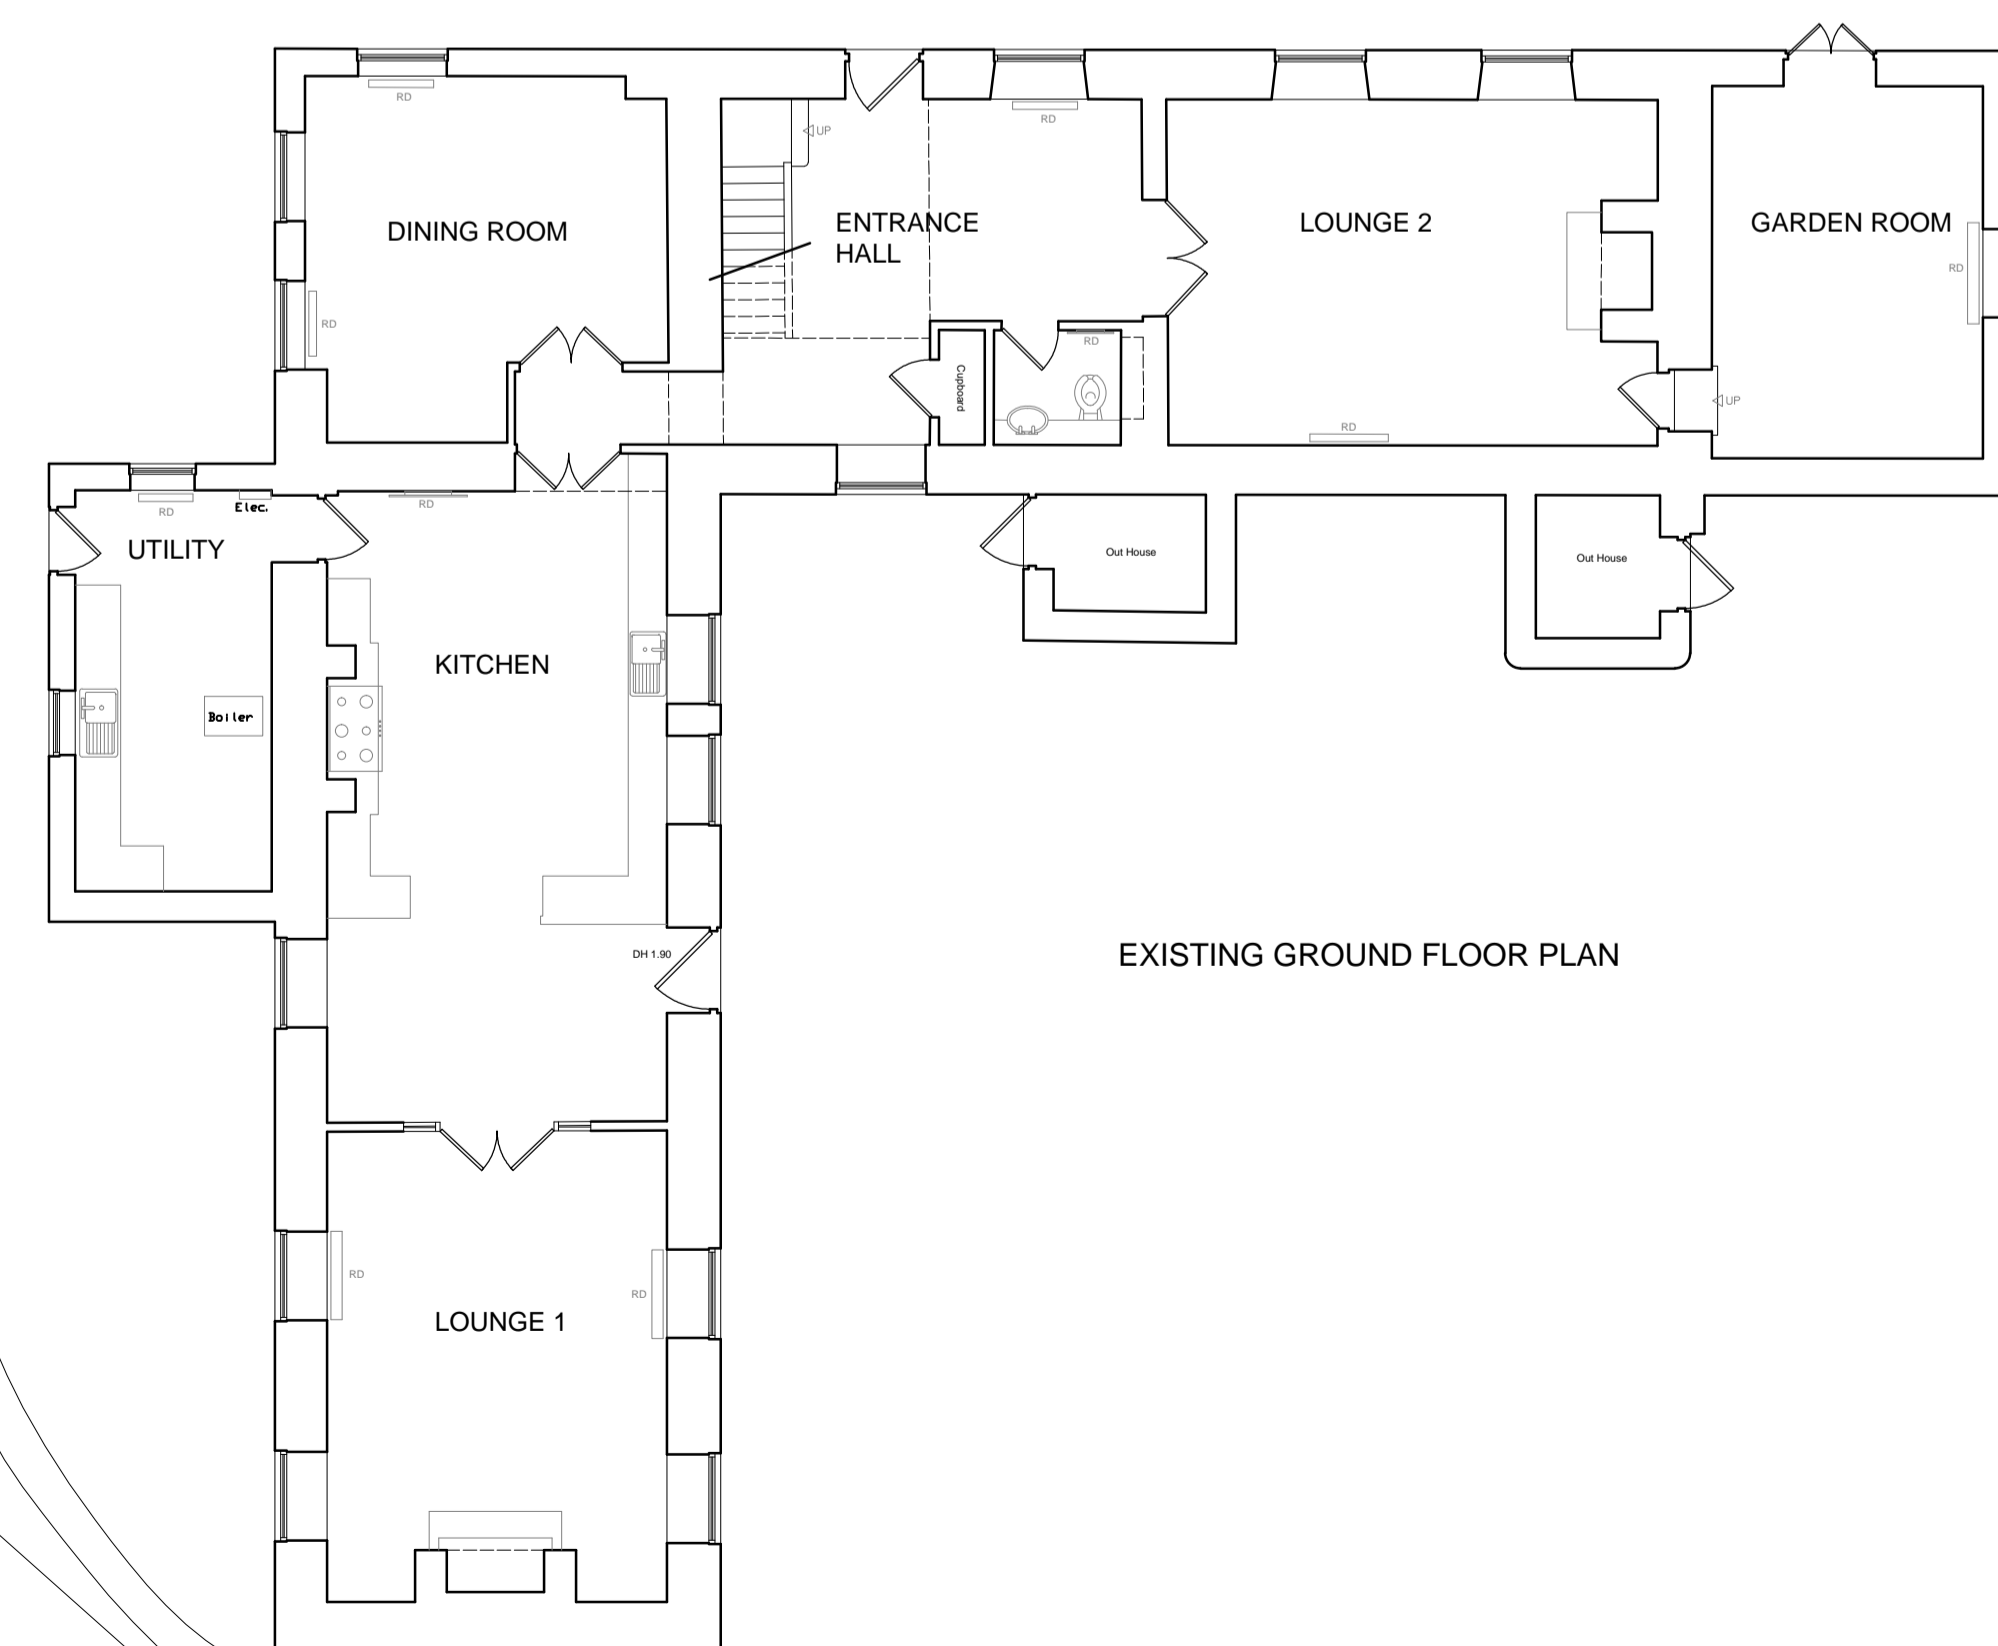 RD
RD
UP
DINING ROOM
ENTRANCE
HALL
LOUNGE 2
GARDEN ROOM
RD
RD
RD
Cupboard
UP
RD
RD
Elec.
RD
UTILITY
Out House
Out House
KITCHEN
Boiler
DH 1.90
EXISTING GROUND FLOOR PLAN
RD
RD
LOUNGE 1